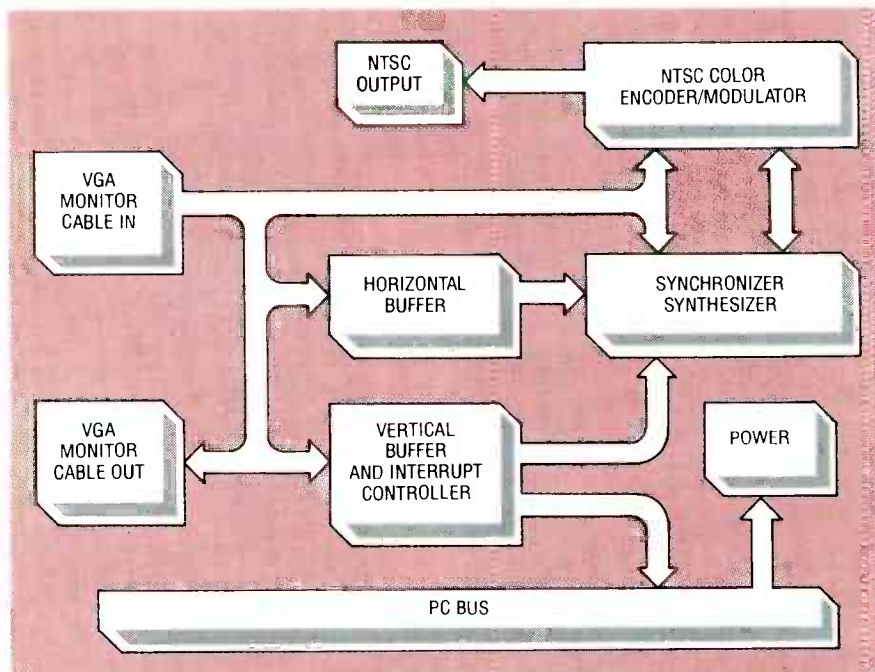 NTSC
OUTPUT
NTSC COLOR
ENCODER/MODULATOR
VGA
MONITOR
CABLE IN
HORIZONTAL
BUFFER
SYNCHRONIZER
SYNTHESIZER
VGA
MONITOR
CABLE OUT
VERTICAL
BUFFER
AND INTERRUPT
CONTROLLER
POWER
PC BUS